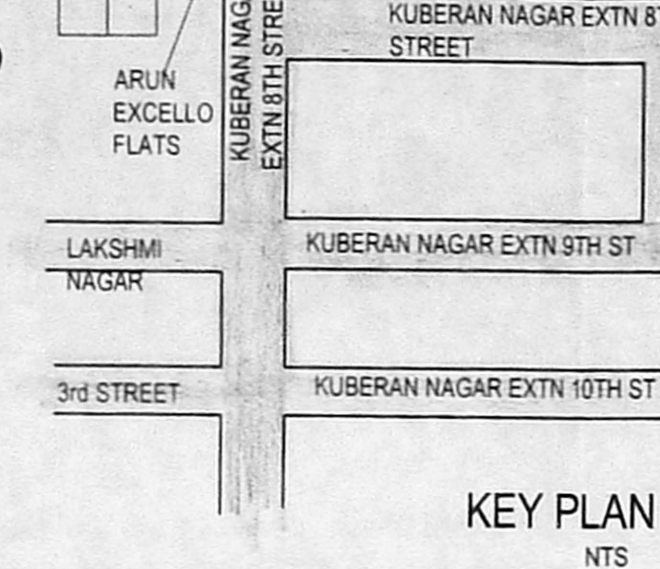 KUBERAN NAGAR EXTN 8T
STREET
ARUN
EXCELLO
FLATS
KUBERAN NAG
EXTN 8TH STRE
LAKSHMI
NAGAR
KUBERAN NAGAR EXTN 9TH ST
3rd STREET
KUBERAN NAGAR EXTN 10TH ST
KEY PLAN
NTS